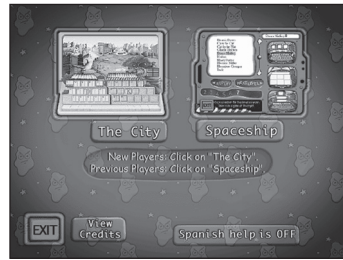 The City
Spaceship
New Players: Click on "The City".
Previous Players: Click on "Spaceship"
EXIT
View
Credits
Spanish help is OFF